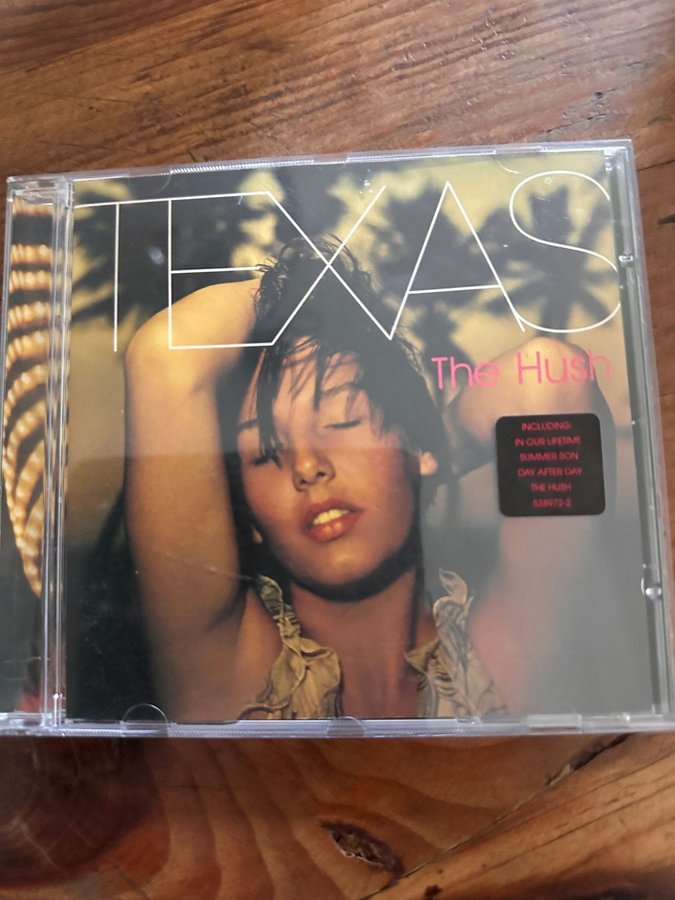 TEXAS
The Hush
INCLUDING:
IN OUR LIFETIME
SUMMER SON
DAY AFTER DAY
THE HUSH
538972-2